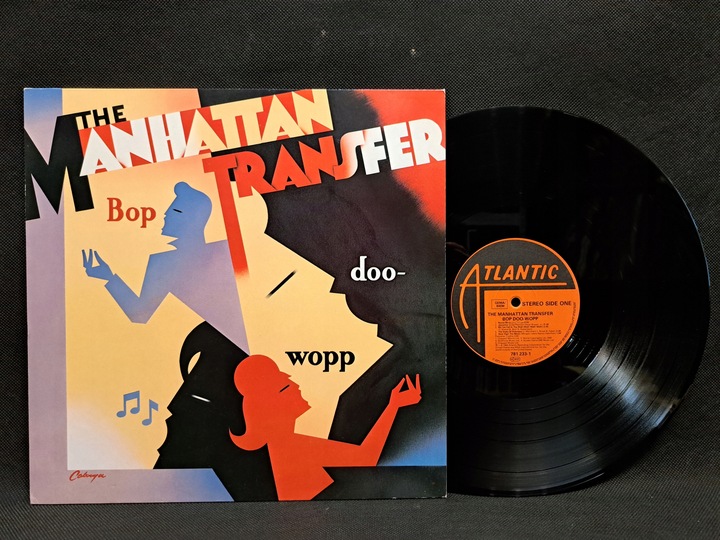 THE
MANHATTAN
TRANSFER
Bop
doo-
wopp
ATLANTIC
STEREO SIDE ONE
THE MANHATTAN TRANSFER
BOP DOO-WOPP
781 233-1